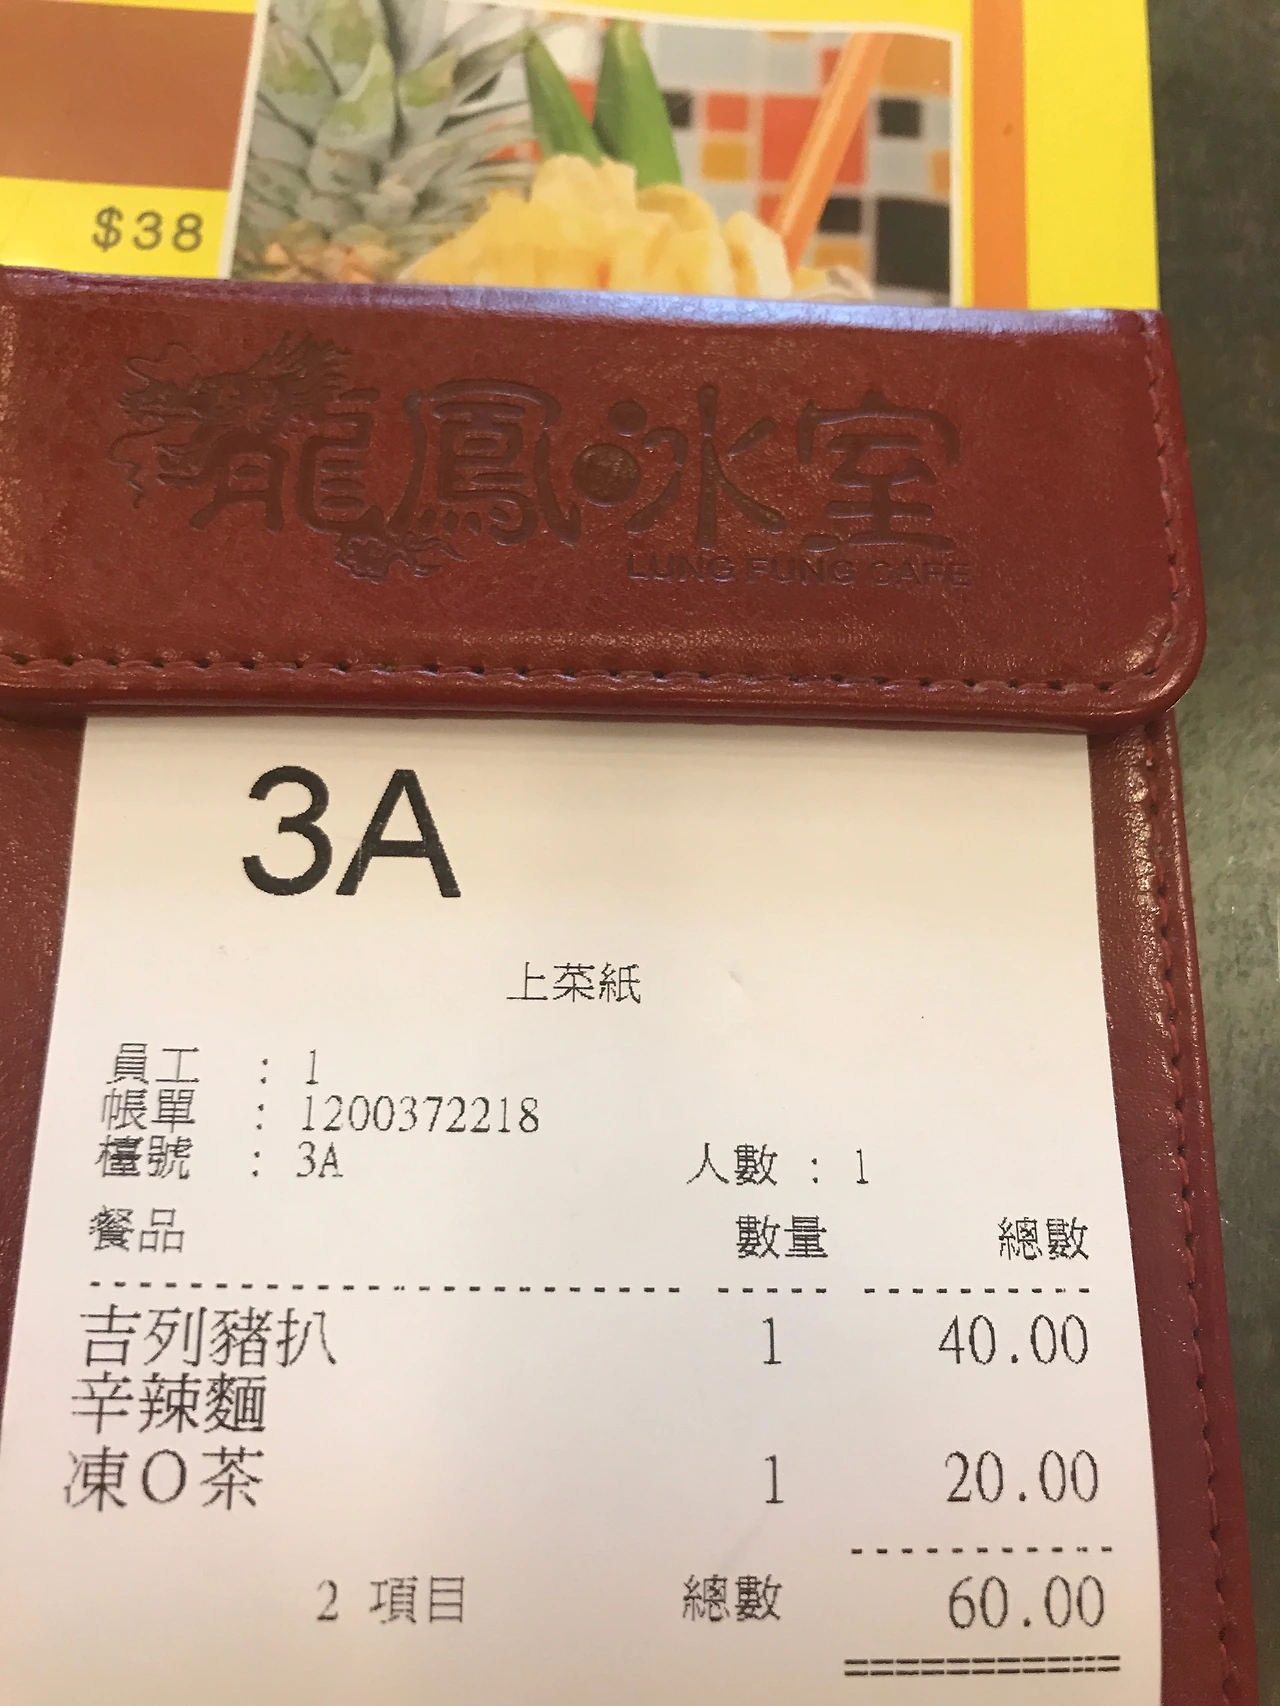 $38
龍鳳冰室
LUNG FUNG CAFE
3A
上菜紙
員工 : 1
帳單 : 1200372218
檯號 : 3A 人數 : 1
餐品 數量 總數
吉列豬扒 1 40.00
辛辣麵
凍O茶 1 20.00
2 項目 總數 60.00